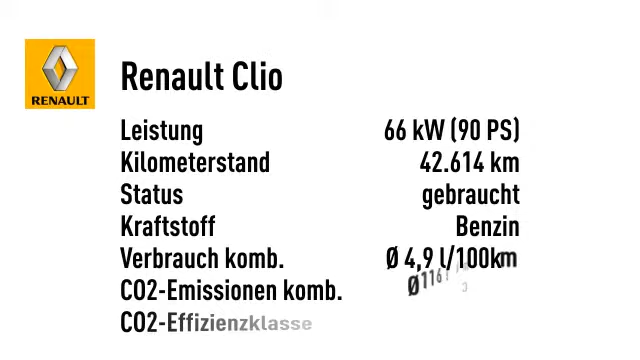 RENAULT
Renault Clio
Leistung 66 kW (90 PS)
Kilometerstand 42.614 km
Status gebraucht
Kraftstoff Benzin
Verbrauch komb. Ø 4,9 l/100km
CO2-Emissionen komb. Ø116
CO2-Effizienzklasse